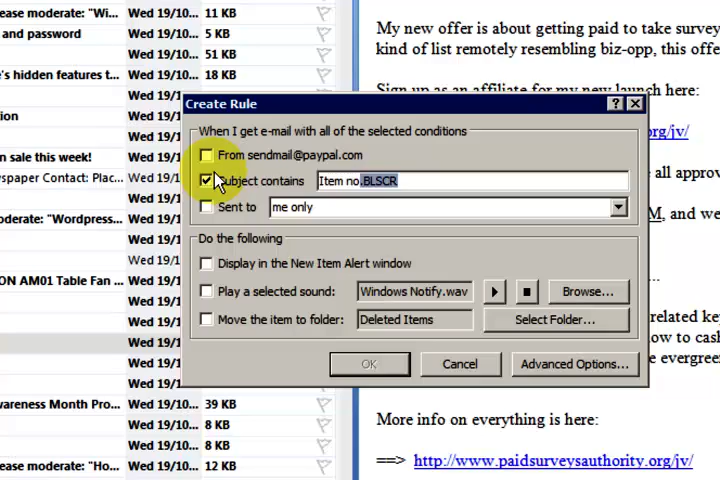 ease moderate: "Wi... Wed 19/10... 11 KB
and password Wed 19/10... 5 KB
Wed 19/10... 51 KB
e's hidden features t... Wed 19/10... 18 KB
Wed 19/1
tion Wed 19/1
Wed 19/1
n sale this week! Wed 19/1
wspaper Contact: Plac... Wed 19/1
Wed 19/1
oderate: "Wordpress... Wed 19/1
Wed 19/1
Wed 19/1
ON AM01 Table Fan Wed 19/1
Wed 19/1
Wed 19/1
Wed 19/1
Wed 19/1
Wed 19/1
wareness Month Pro... Wed 19/10... 39 KB
Wed 19/10... 8 KB
Wed 19/10... 8 KB
ease moderate: "Ho... Wed 19/10... 12 KB
My new offer is about getting paid to take survey
kind of list remotely resembling biz-opp, this offe
Sign up as an affiliate for my new launch here:
org/jv/
e all approv
M, and we
...
related key
ow to cash
e evergreen
More info on everything is here:
==> http://www.paidsurveysauthority.org/jv/
Create Rule
When I get e-mail with all of the selected conditions
From sendmail@paypal.com
Subject contains Item no.BLSCR
Sent to me only
Do the following
Display in the New Item Alert window
Play a selected sound: Windows Notify.wav Browse...
Move the item to folder: Deleted Items Select Folder...
OK Cancel Advanced Options...